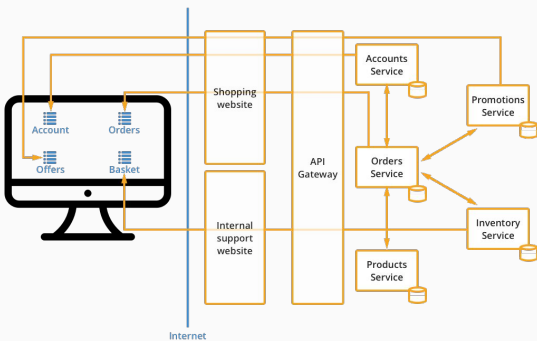 Account
Orders
Offers
Basket
Internet
Shopping
website
Internal
support
website
API
Gateway
Accounts
Service
Orders
Service
Products
Service
Promotions
Service
Inventory
Service